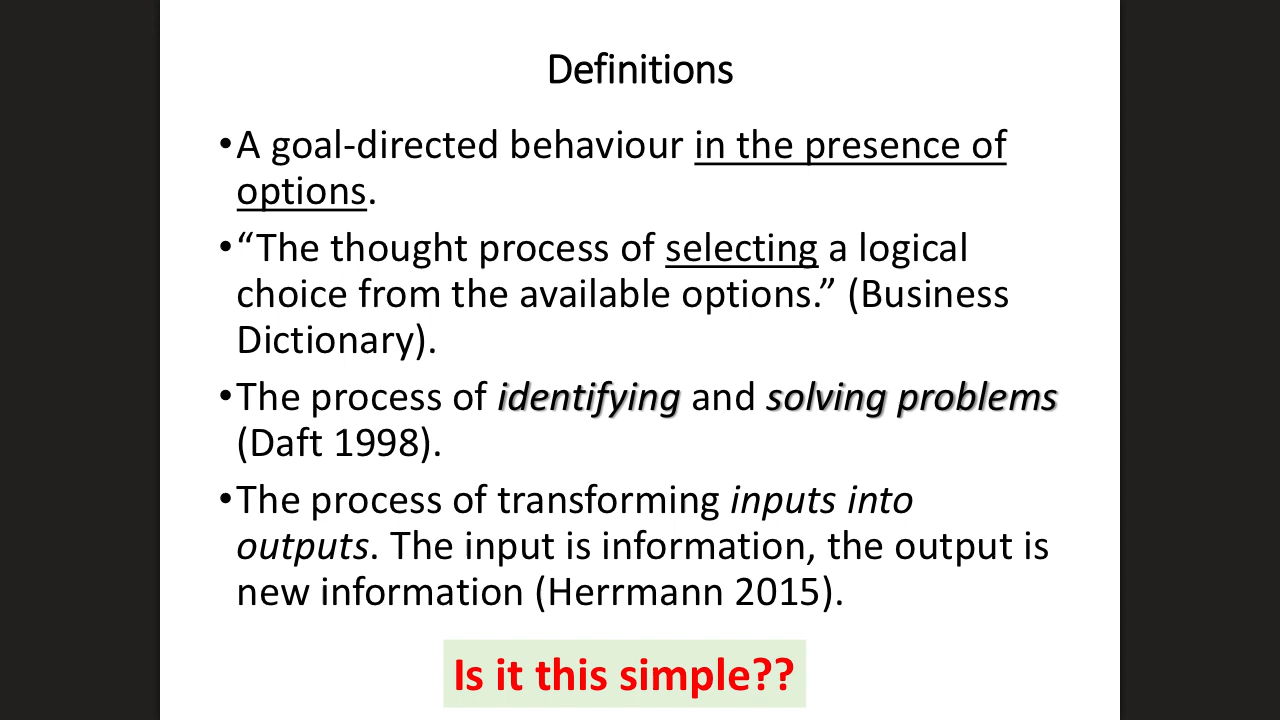 Definitions
•A goal-directed behaviour in the presence of
options.
•“The thought process of selecting a logical
choice from the available options.” (Business
Dictionary).
•The process of identifying and solving problems
(Daft 1998).
•The process of transforming inputs into
outputs. The input is information, the output is
new information (Herrmann 2015).
Is it this simple??